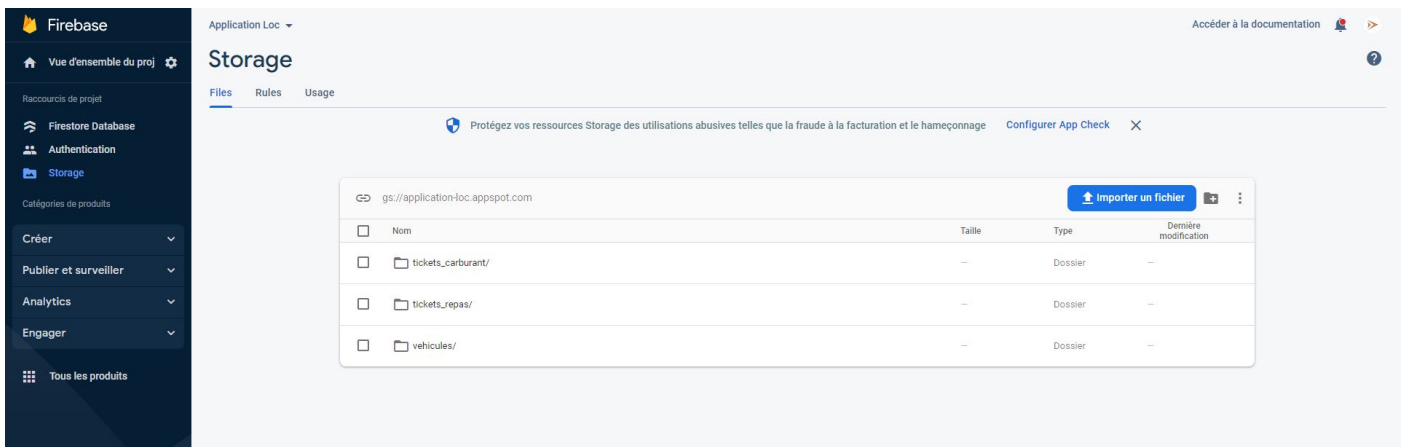 Firebase
Application Loc
Accéder à la documentation
Vue d'ensemble du proj
Storage
Raccourcis de projet
Files Rules Usage
Firestore Database
Protégez vos ressources Storage des utilisations abusives telles que la fraude à la facturation et le hameçonnage Configurer App Check
Authentication
Storage
Catégories de produits
gs://application-loc.appspot.com
Importer un fichier
Nom Taille Type Dernière modification
Créer
tickets_carburant/ — Dossier —
Publier et surveiller
Analytics
tickets_repas/ — Dossier —
Engager
vehicules/ — Dossier —
Tous les produits